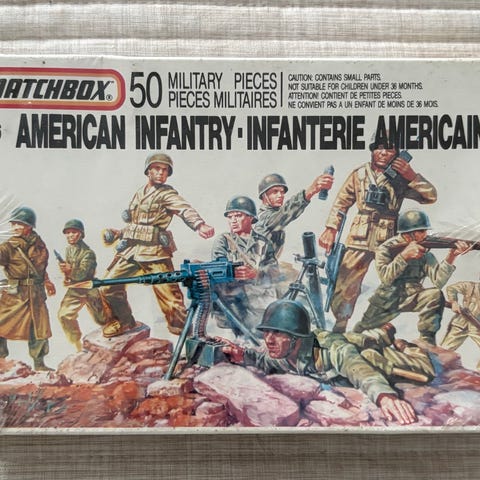 MATCHBOX
50 MILITARY PIECES
PIECES MILITAIRES
CAUTION: CONTAINS SMALL PARTS.
NOT SUITABLE FOR CHILDREN UNDER 36 MONTHS.
ATTENTION! CONTIENT DE PETITES PIECES.
NE CONVIENT PAS A UN ENFANT DE MOINS DE 36 MOIS.
AMERICAN INFANTRY·INFANTERIE AMERICAIN